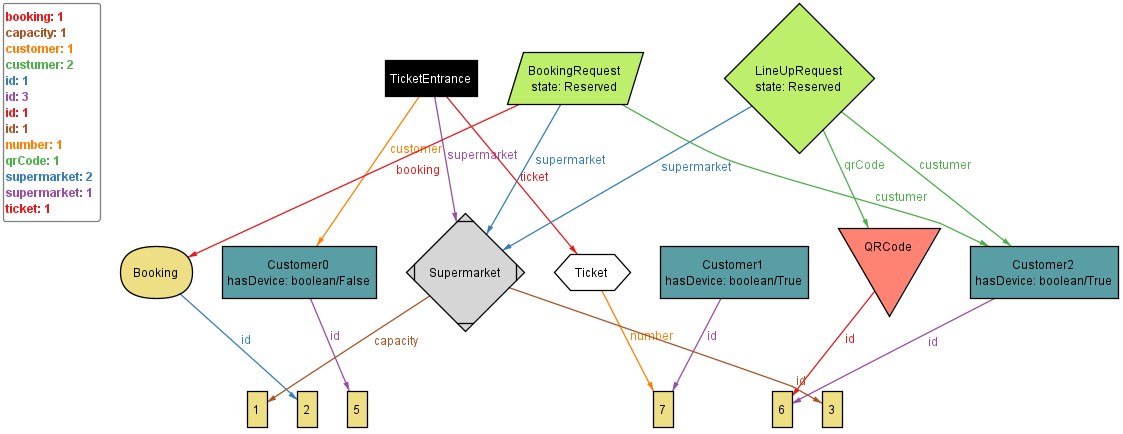 booking: 1
capacity: 1
customer: 1
custumer: 2
id: 1
id: 3
id: 1
id: 1
number: 1
qrCode: 1
supermarket: 2
supermarket: 1
ticket: 1
TicketEntrance
BookingRequest
state: Reserved
LineUpRequest
state: Reserved
customer
supermarket
supermarket
supermarket
qrCode
custumer
booking
ticket
custumer
Booking
Customer0
hasDevice: boolean/False
Supermarket
Ticket
Customer1
hasDevice: boolean/True
QRCode
Customer2
hasDevice: boolean/True
id
id
capacity
number
id
id
id
id
1
2
5
7
6
3